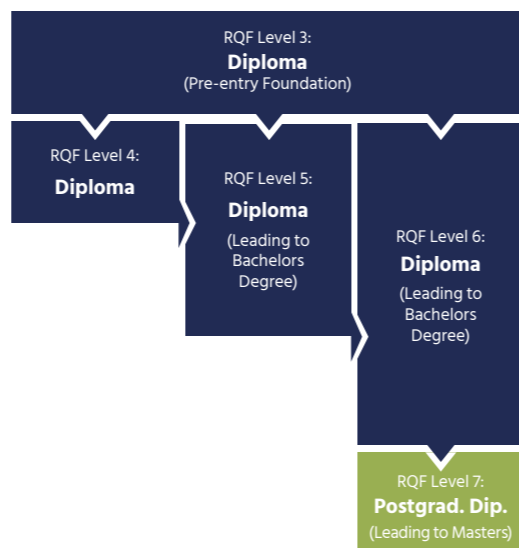 RQF Level 3:
Diploma
(Pre-entry Foundation)
RQF Level 4:
Diploma
RQF Level 5:
Diploma
(Leading to
Bachelors
Degree)
RQF Level 6:
Diploma
(Leading to
Bachelors
Degree)
RQF Level 7:
Postgrad. Dip.
(Leading to Masters)